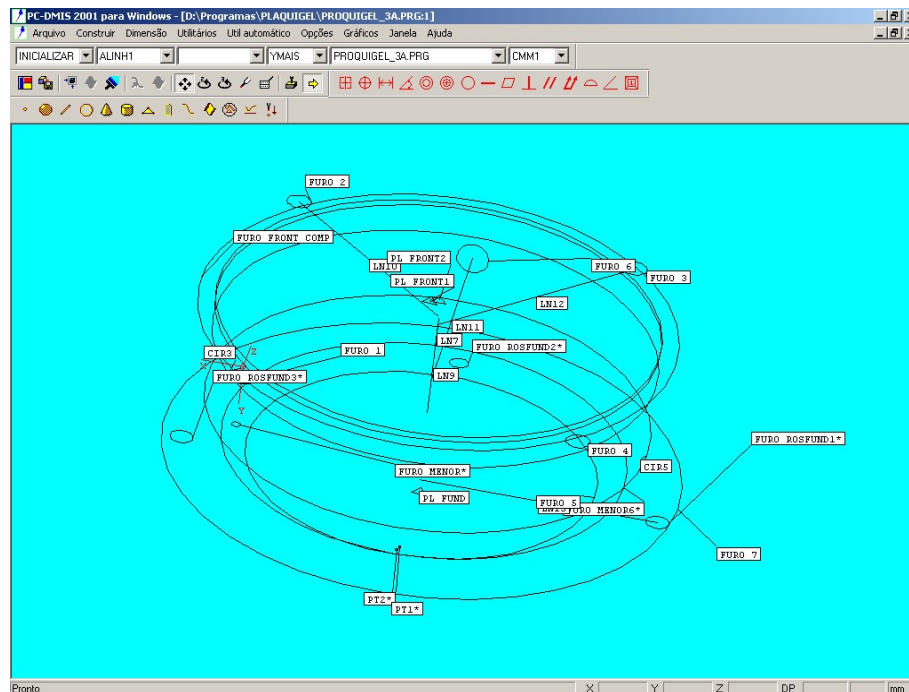 PC-DMIS 2001 para Windows - [D:\Programas\PLAQUIGEL\PROQUIGEL_3A.PRG:1]
Arquivo Construir Dimensão Utilitários Util automático Opções Gráficos Janela Ajuda
INICIALIZAR ALINH1 YMAIS PROQUIGEL_3A.PRG CMM1
FURO 2
FURO FRONT COMP
PL FRONT2
LN10
FURO 6
FURO 3
PL FRONT1
LN12
LN11
LN7
FURO ROSFUND2*
CIR3
Z
FURO 1
X
FURO ROSFUND3*
LN9
Y
FURO ROSFUND1*
FURO 4
CIR5
FURO MENOR*
PL FUND
FURO 5
FURO MENOR6*
FURO 7
PT2*
PT1*
Pronto X Y Z DP mm